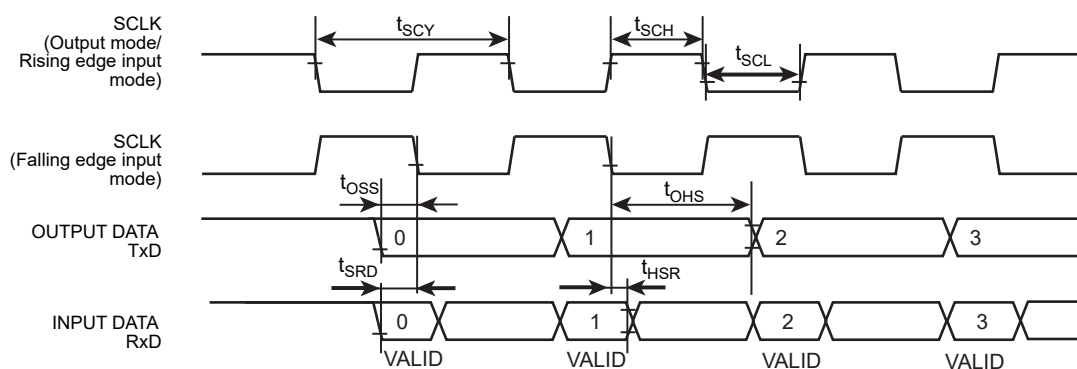 SCLK
(Output mode/
Rising edge input
mode)
tSCY
tSCH
tSCL
SCLK
(Falling edge input
mode)
tOSS
tOHS
OUTPUT DATA
TxD
0
1
2
3
tSRD
tHSR
INPUT DATA
RxD
0
1
2
3
VALID
VALID
VALID
VALID